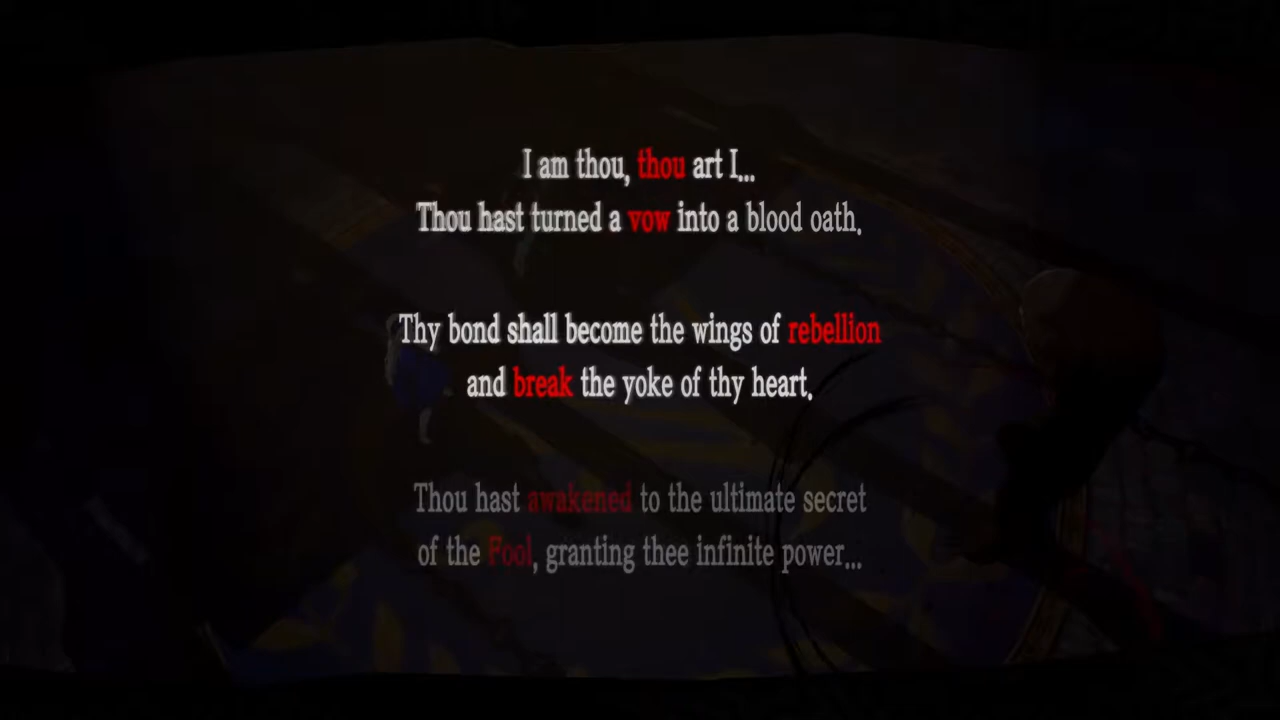 I am thou, thou art I...
Thou hast turned a vow into a blood oath.
Thy bond shall become the wings of rebellion
and break the yoke of thy heart.
Thou hast awakened to the ultimate secret
of the Fool, granting thee infinite power...